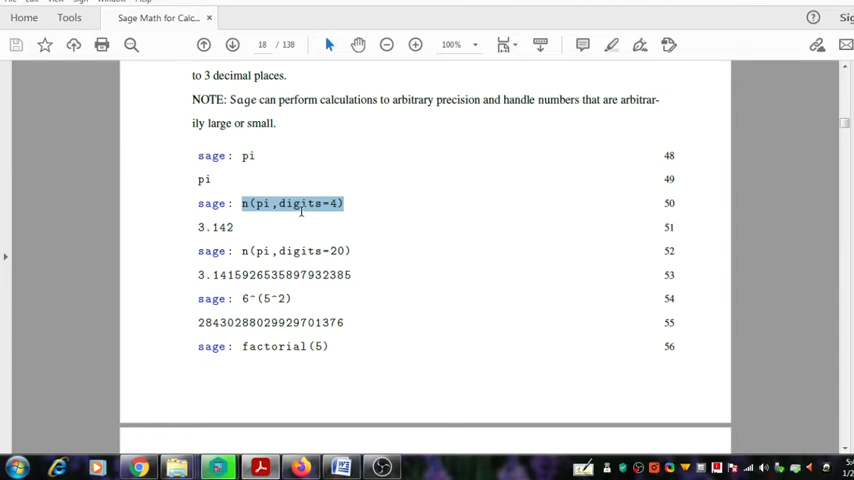 Home Tools Sage Math for Calc... × Sign In
18 / 138 100%
to 3 decimal places.
NOTE: Sage can perform calculations to arbitrary precision and handle numbers that are arbitrar-
ily large or small.
sage: pi 48
pi 49
sage: n(pi,digits=4) 50
3.142 51
sage: n(pi,digits=20) 52
3.1415926535897932385 53
sage: 6^(5^2) 54
28430288029929701376 55
sage: factorial(5) 56